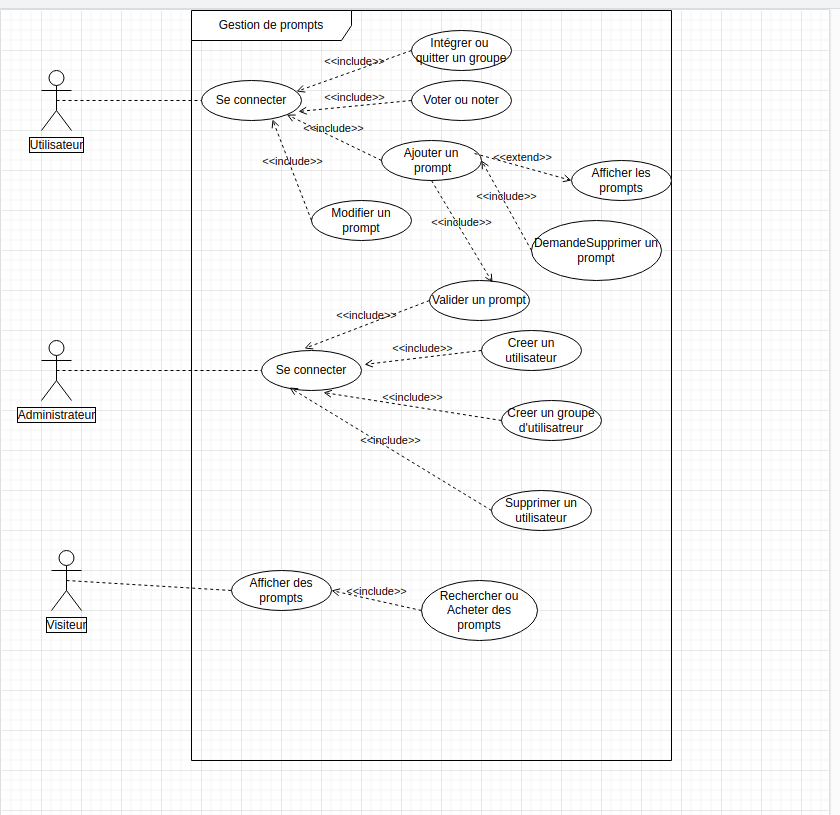 Gestion de prompts
Intégrer ou
quitter un groupe
<<include>>
Se connecter
<<include>>
Voter ou noter
<<include>>
Utilisateur
Ajouter un
prompt
<<extend>>
<<include>>
Afficher les
prompts
<<include>>
Modifier un
prompt
<<include>>
DemandeSupprimer un
prompt
Valider un prompt
<<include>>
Creer un
utilisateur
<<include>>
Se connecter
Administrateur
<<include>>
Creer un groupe
d'utilisatreur
<<include>>
Supprimer un
utilisateur
Afficher des
prompts
<<include>>
Rechercher ou
Acheter des
prompts
Visiteur